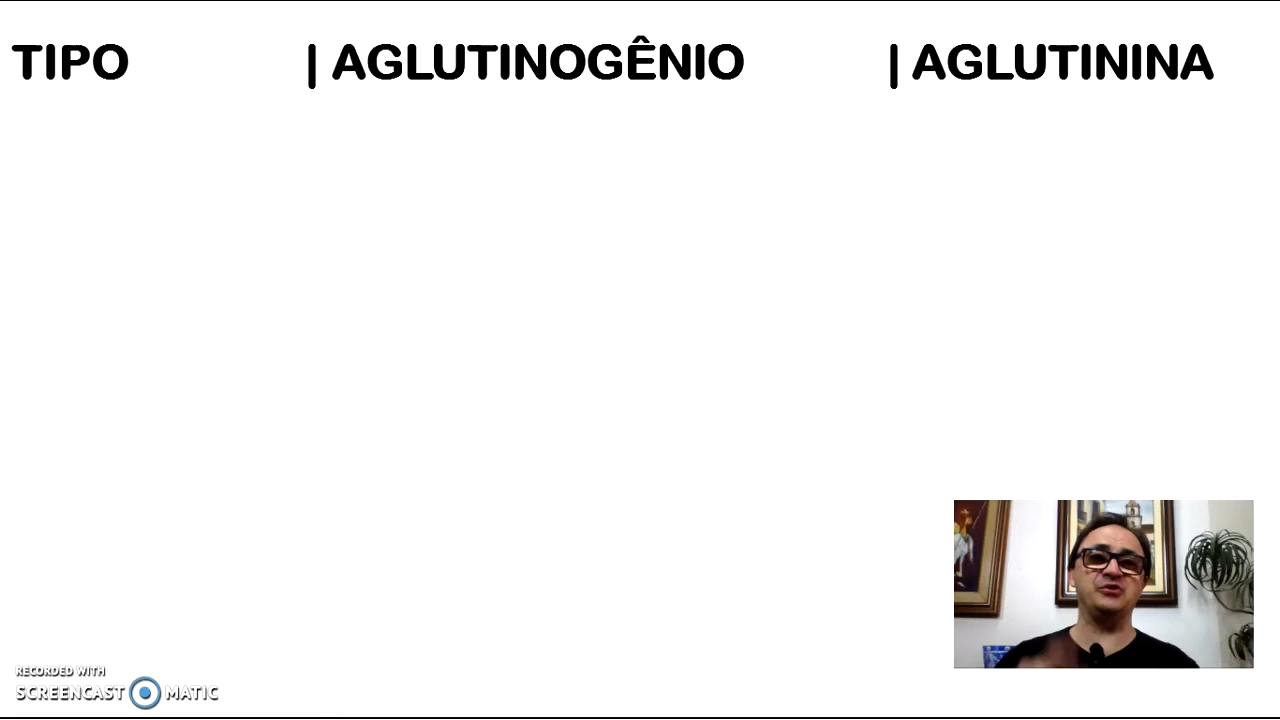 TIPO | AGLUTINOGÊNIO | AGLUTININA
RECORDED WITH
SCREENCAST MATIC